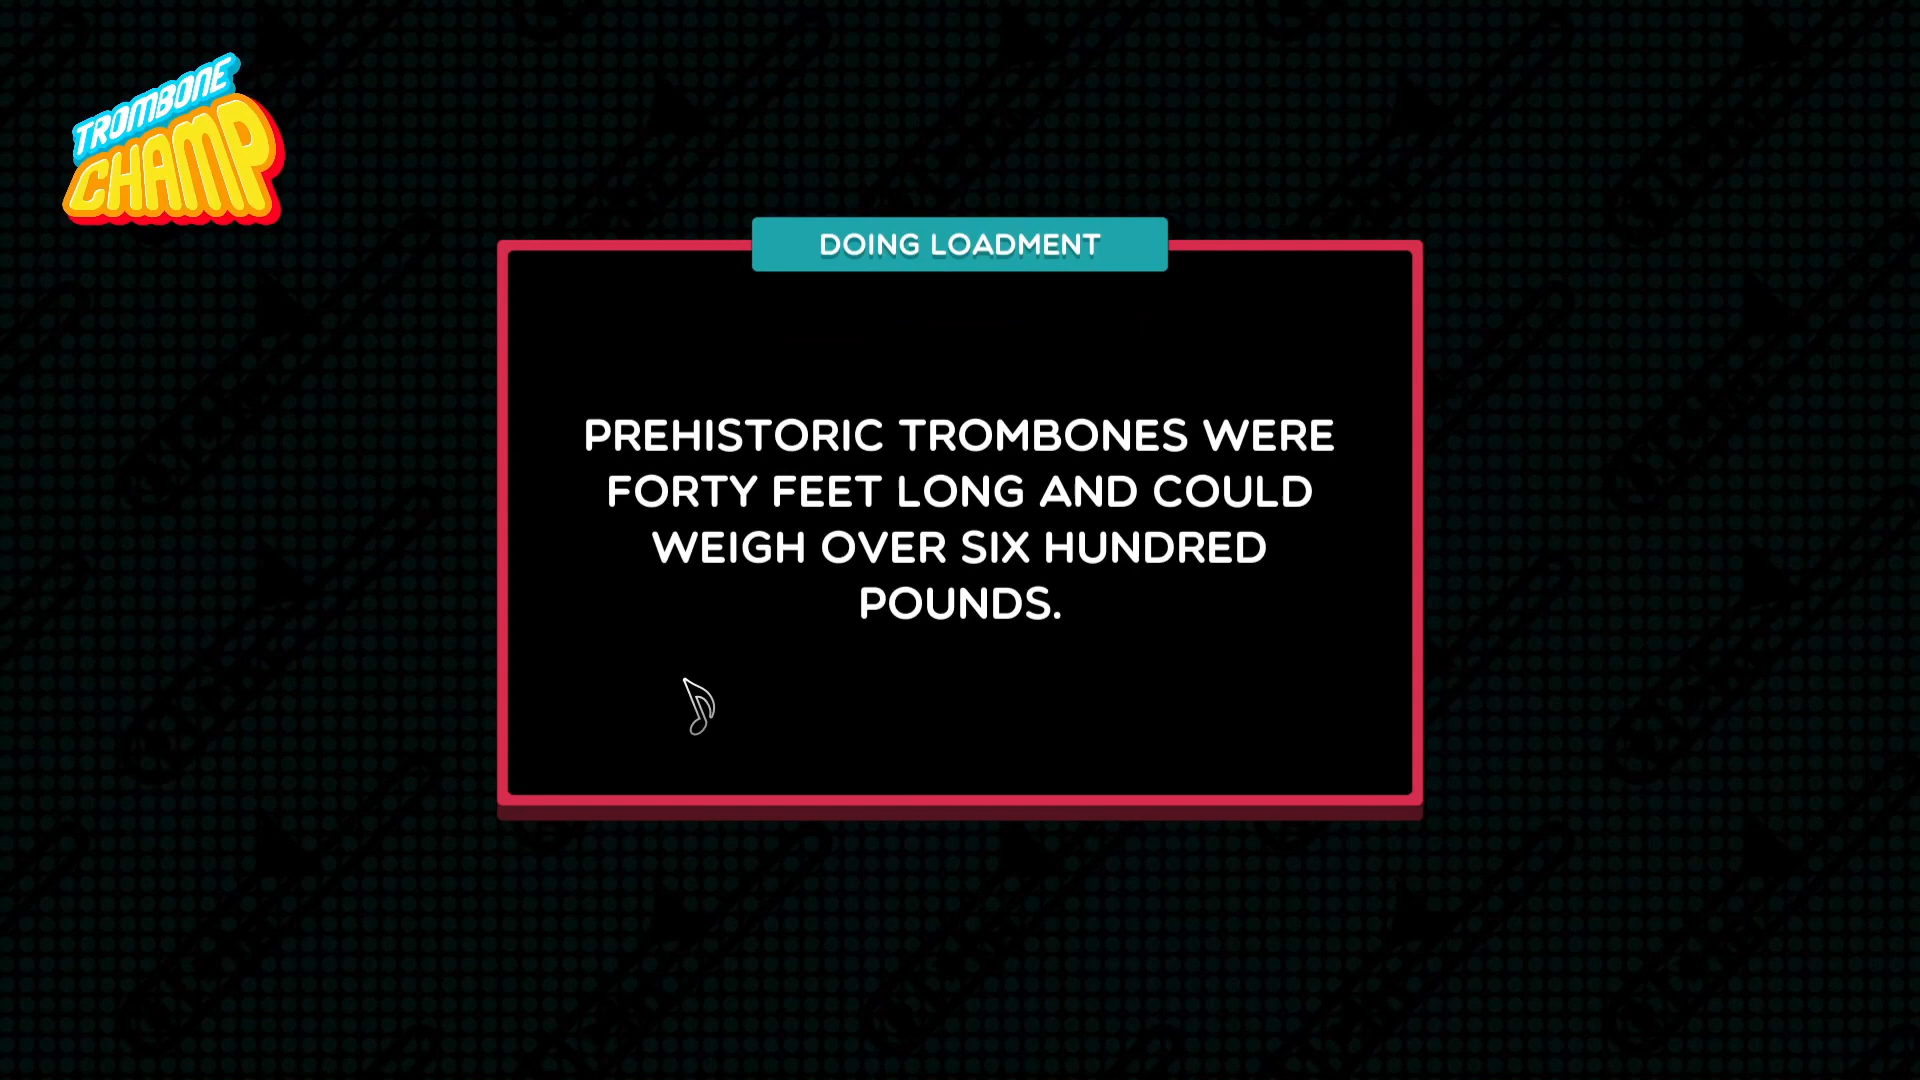 TROMBONE
CHAMP
DOING LOADMENT
PREHISTORIC TROMBONES WERE
FORTY FEET LONG AND COULD
WEIGH OVER SIX HUNDRED
POUNDS.